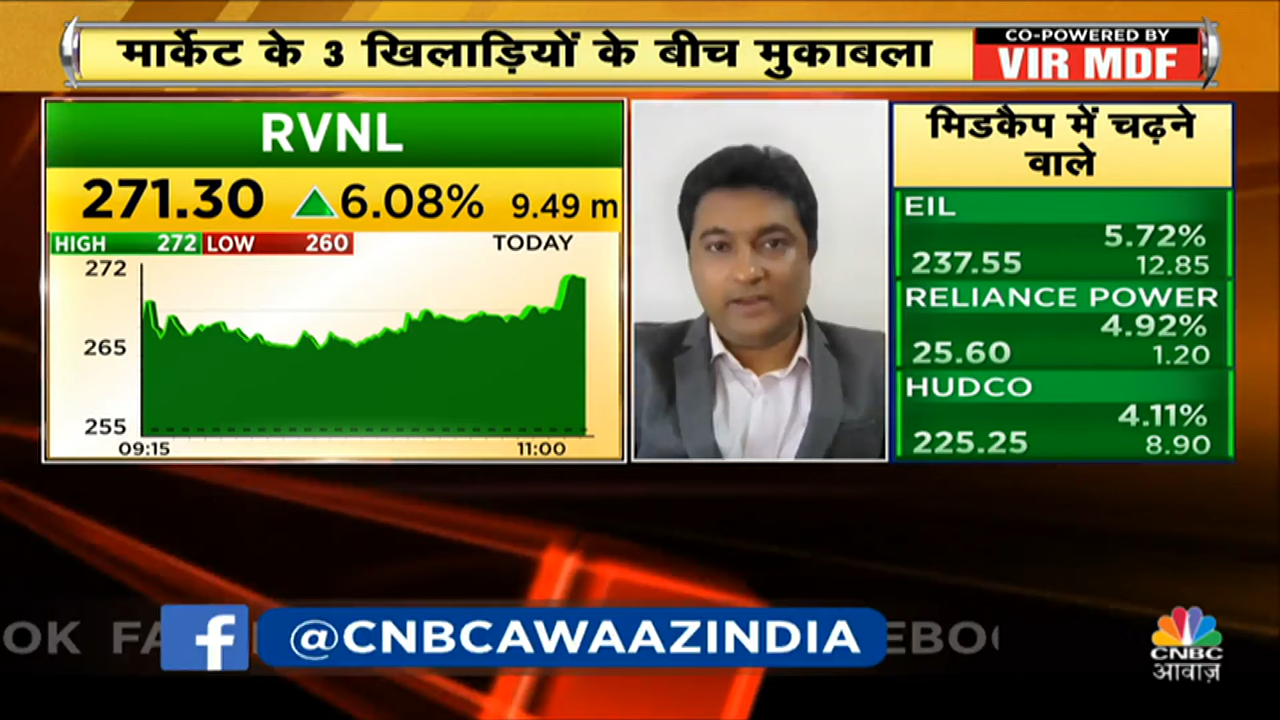 मार्केट के 3 खिलाड़ियों के बीच मुकाबला
CO-POWERED BY
VIR MDF
RVNL
271.30 6.08% 9.49 m
HIGH 272 LOW 260 TODAY
272
265
255
09:15 11:00
मिडकैप में चढ़ने
वाले
EIL
5.72%
237.55 12.85
RELIANCE POWER
4.92%
25.60 1.20
HUDCO
4.11%
225.25 8.90
@CNBCAWAAZINDIA
CNBC
आवाज़